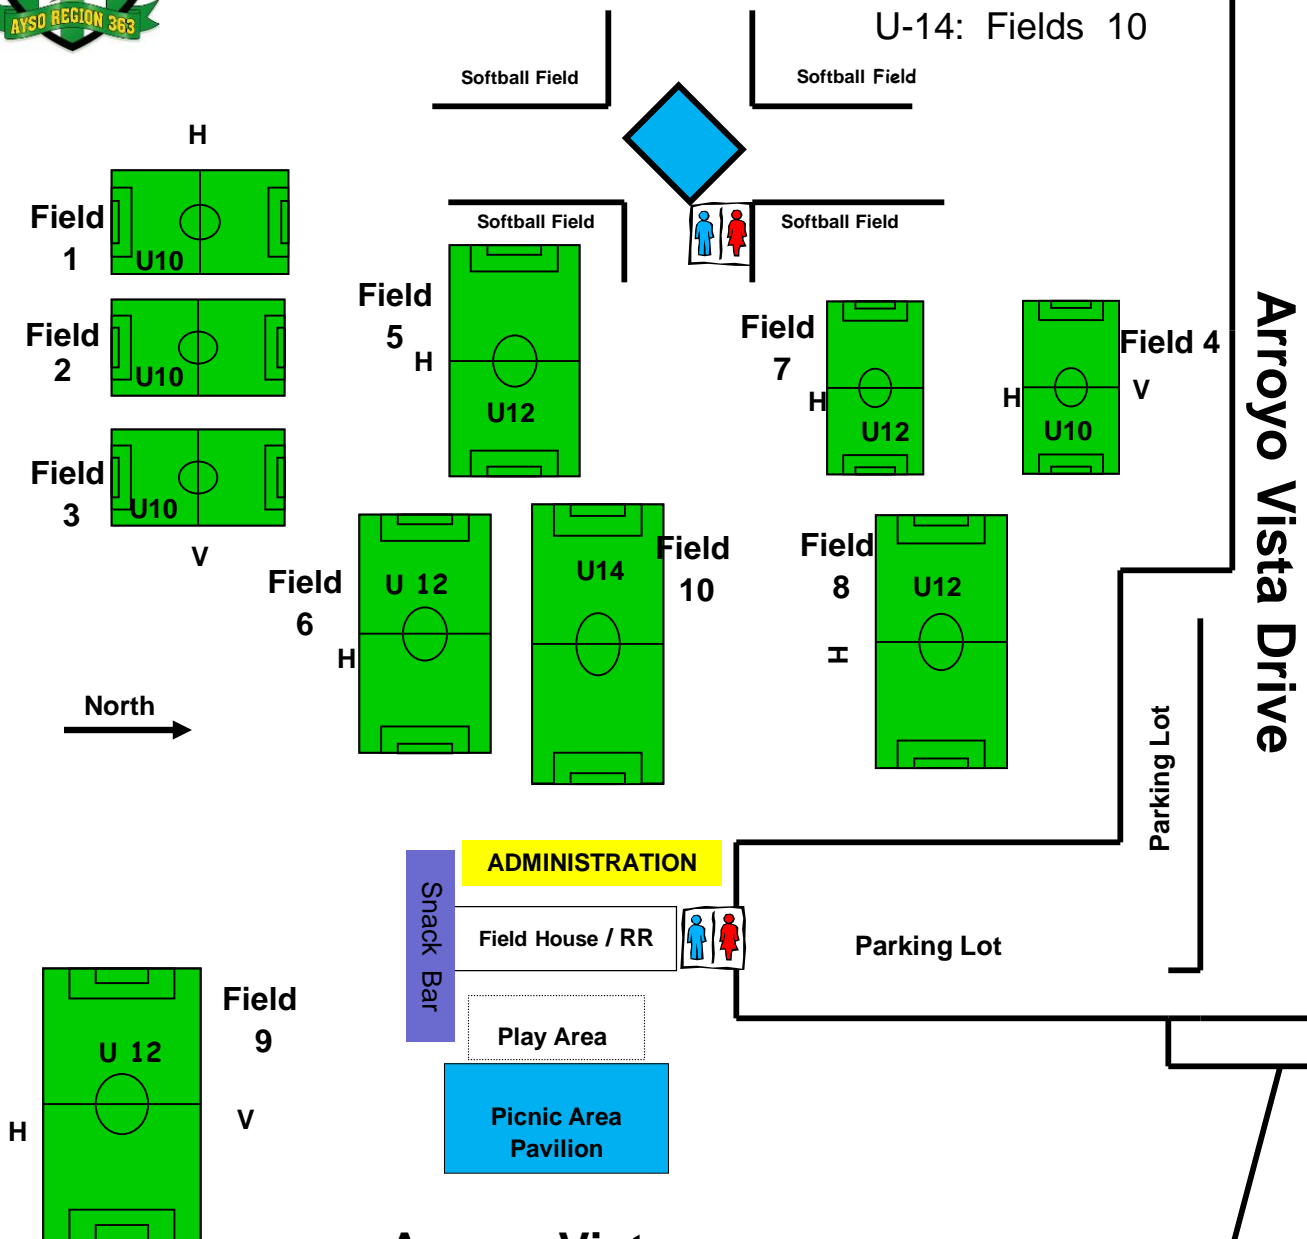 AYSO REGION 363
U-14: Fields 10
Softball Field
Softball Field
H
Softball Field
Softball Field
Field
1
U10
Field
2
U10
Field
3
U10
V
Field
5
H
U12
Field
7
H
U12
Field 4
H
V
U10
Arroyo Vista Drive
Field
6
H
U 12
U14
Field
10
Field
8
H
U12
North
Parking Lot
ADMINISTRATION
Snack Bar
Field House / RR
Parking Lot
Play Area
Picnic Area
Pavilion
Field
9
U 12
H
V